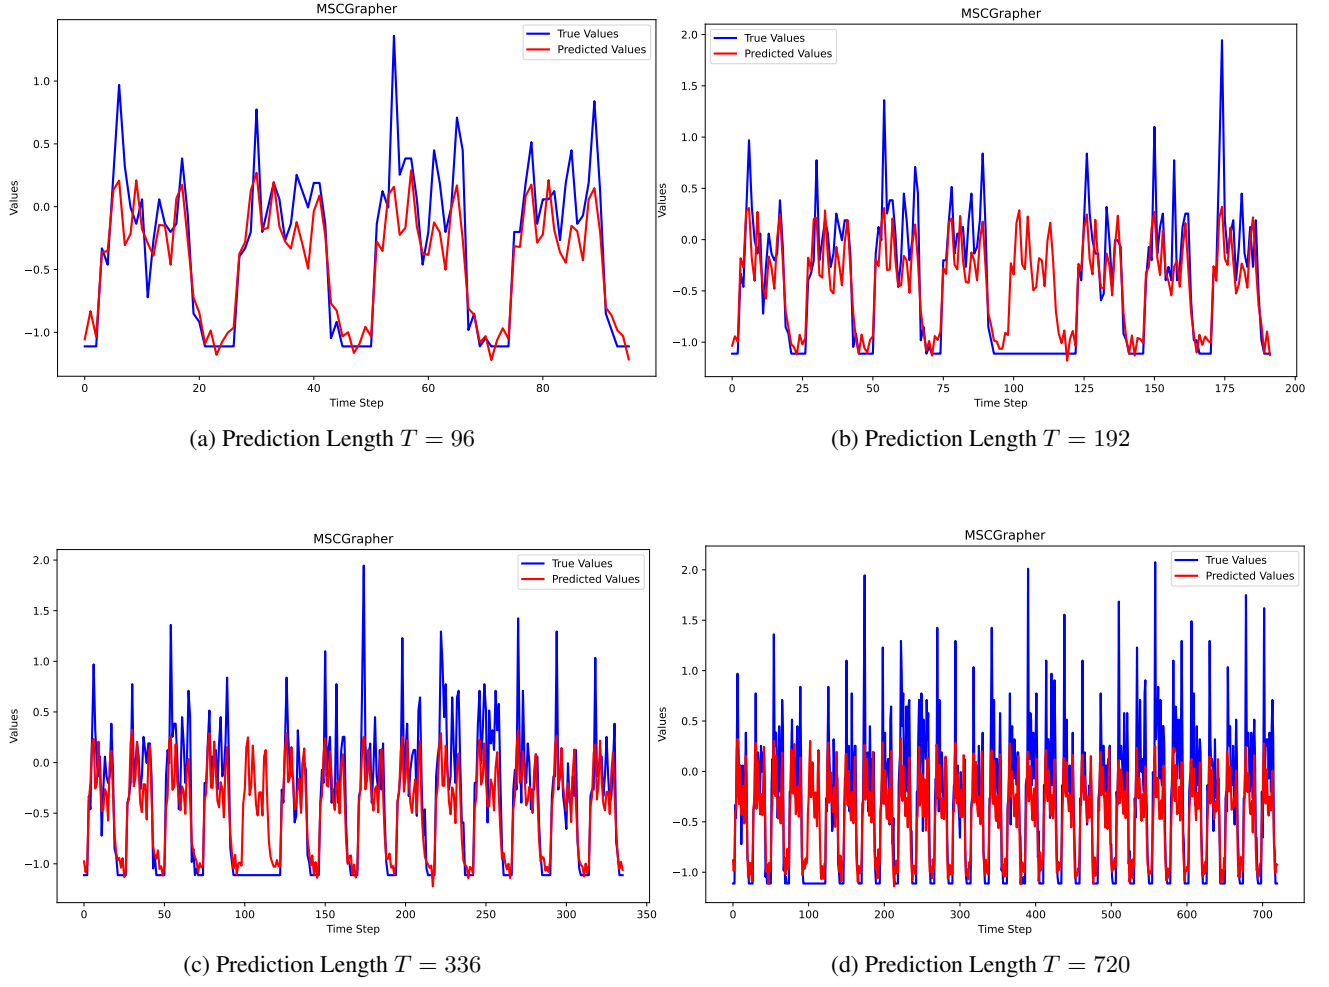 MSCGrapher
True Values
Predicted Values
1.0
0.5
0.0
−0.5
−1.0
Values
0
20
40
60
80
Time Step
(a) Prediction Length T = 96
MSCGrapher
True Values
Predicted Values
2.0
1.5
1.0
0.5
0.0
−0.5
−1.0
Values
0
25
50
75
100
125
150
175
200
Time Step
(b) Prediction Length T = 192
MSCGrapher
True Values
Predicted Values
2.0
1.5
1.0
0.5
0.0
−0.5
−1.0
Values
0
50
100
150
200
250
300
350
Time Step
(c) Prediction Length T = 336
MSCGrapher
True Values
Predicted Values
2.0
1.5
1.0
0.5
0.0
−0.5
−1.0
Values
0
100
200
300
400
500
600
700
Time Step
(d) Prediction Length T = 720